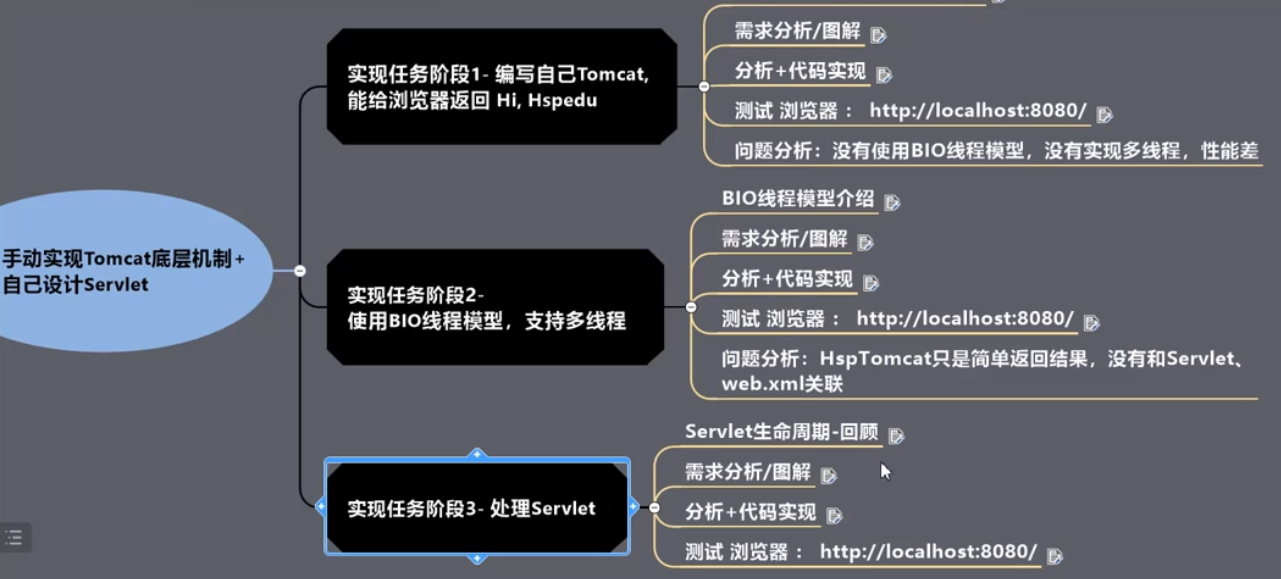 手动实现Tomcat底层机制+
自己设计Servlet
实现任务阶段1- 编写自己Tomcat,
能给浏览器返回 Hi, Hspedu
需求分析/图解
分析+代码实现
测试 浏览器 :  http://localhost:8080/
问题分析：没有使用BIO线程模型，没有实现多线程，性能差
实现任务阶段2-
使用BIO线程模型，支持多线程
BIO线程模型介绍
需求分析/图解
分析+代码实现
测试 浏览器 :  http://localhost:8080/
问题分析：HspTomcat只是简单返回结果，没有和Servlet、
web.xml关联
实现任务阶段3- 处理Servlet
Servlet生命周期-回顾
需求分析/图解
分析+代码实现
测试 浏览器 :  http://localhost:8080/